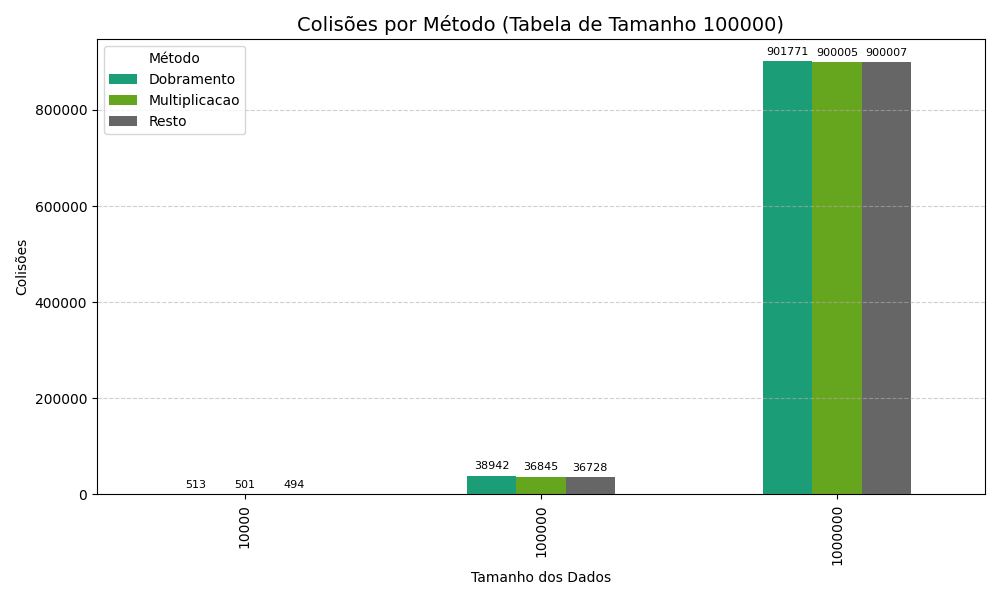 Colisões por Método (Tabela de Tamanho 100000)
Método
Dobramento
Multiplicacao
Resto
901771 900005 900007
800000
600000
400000
200000
0
Colisões
513 501 494
38942 36845 36728
10000 100000 1000000
Tamanho dos Dados